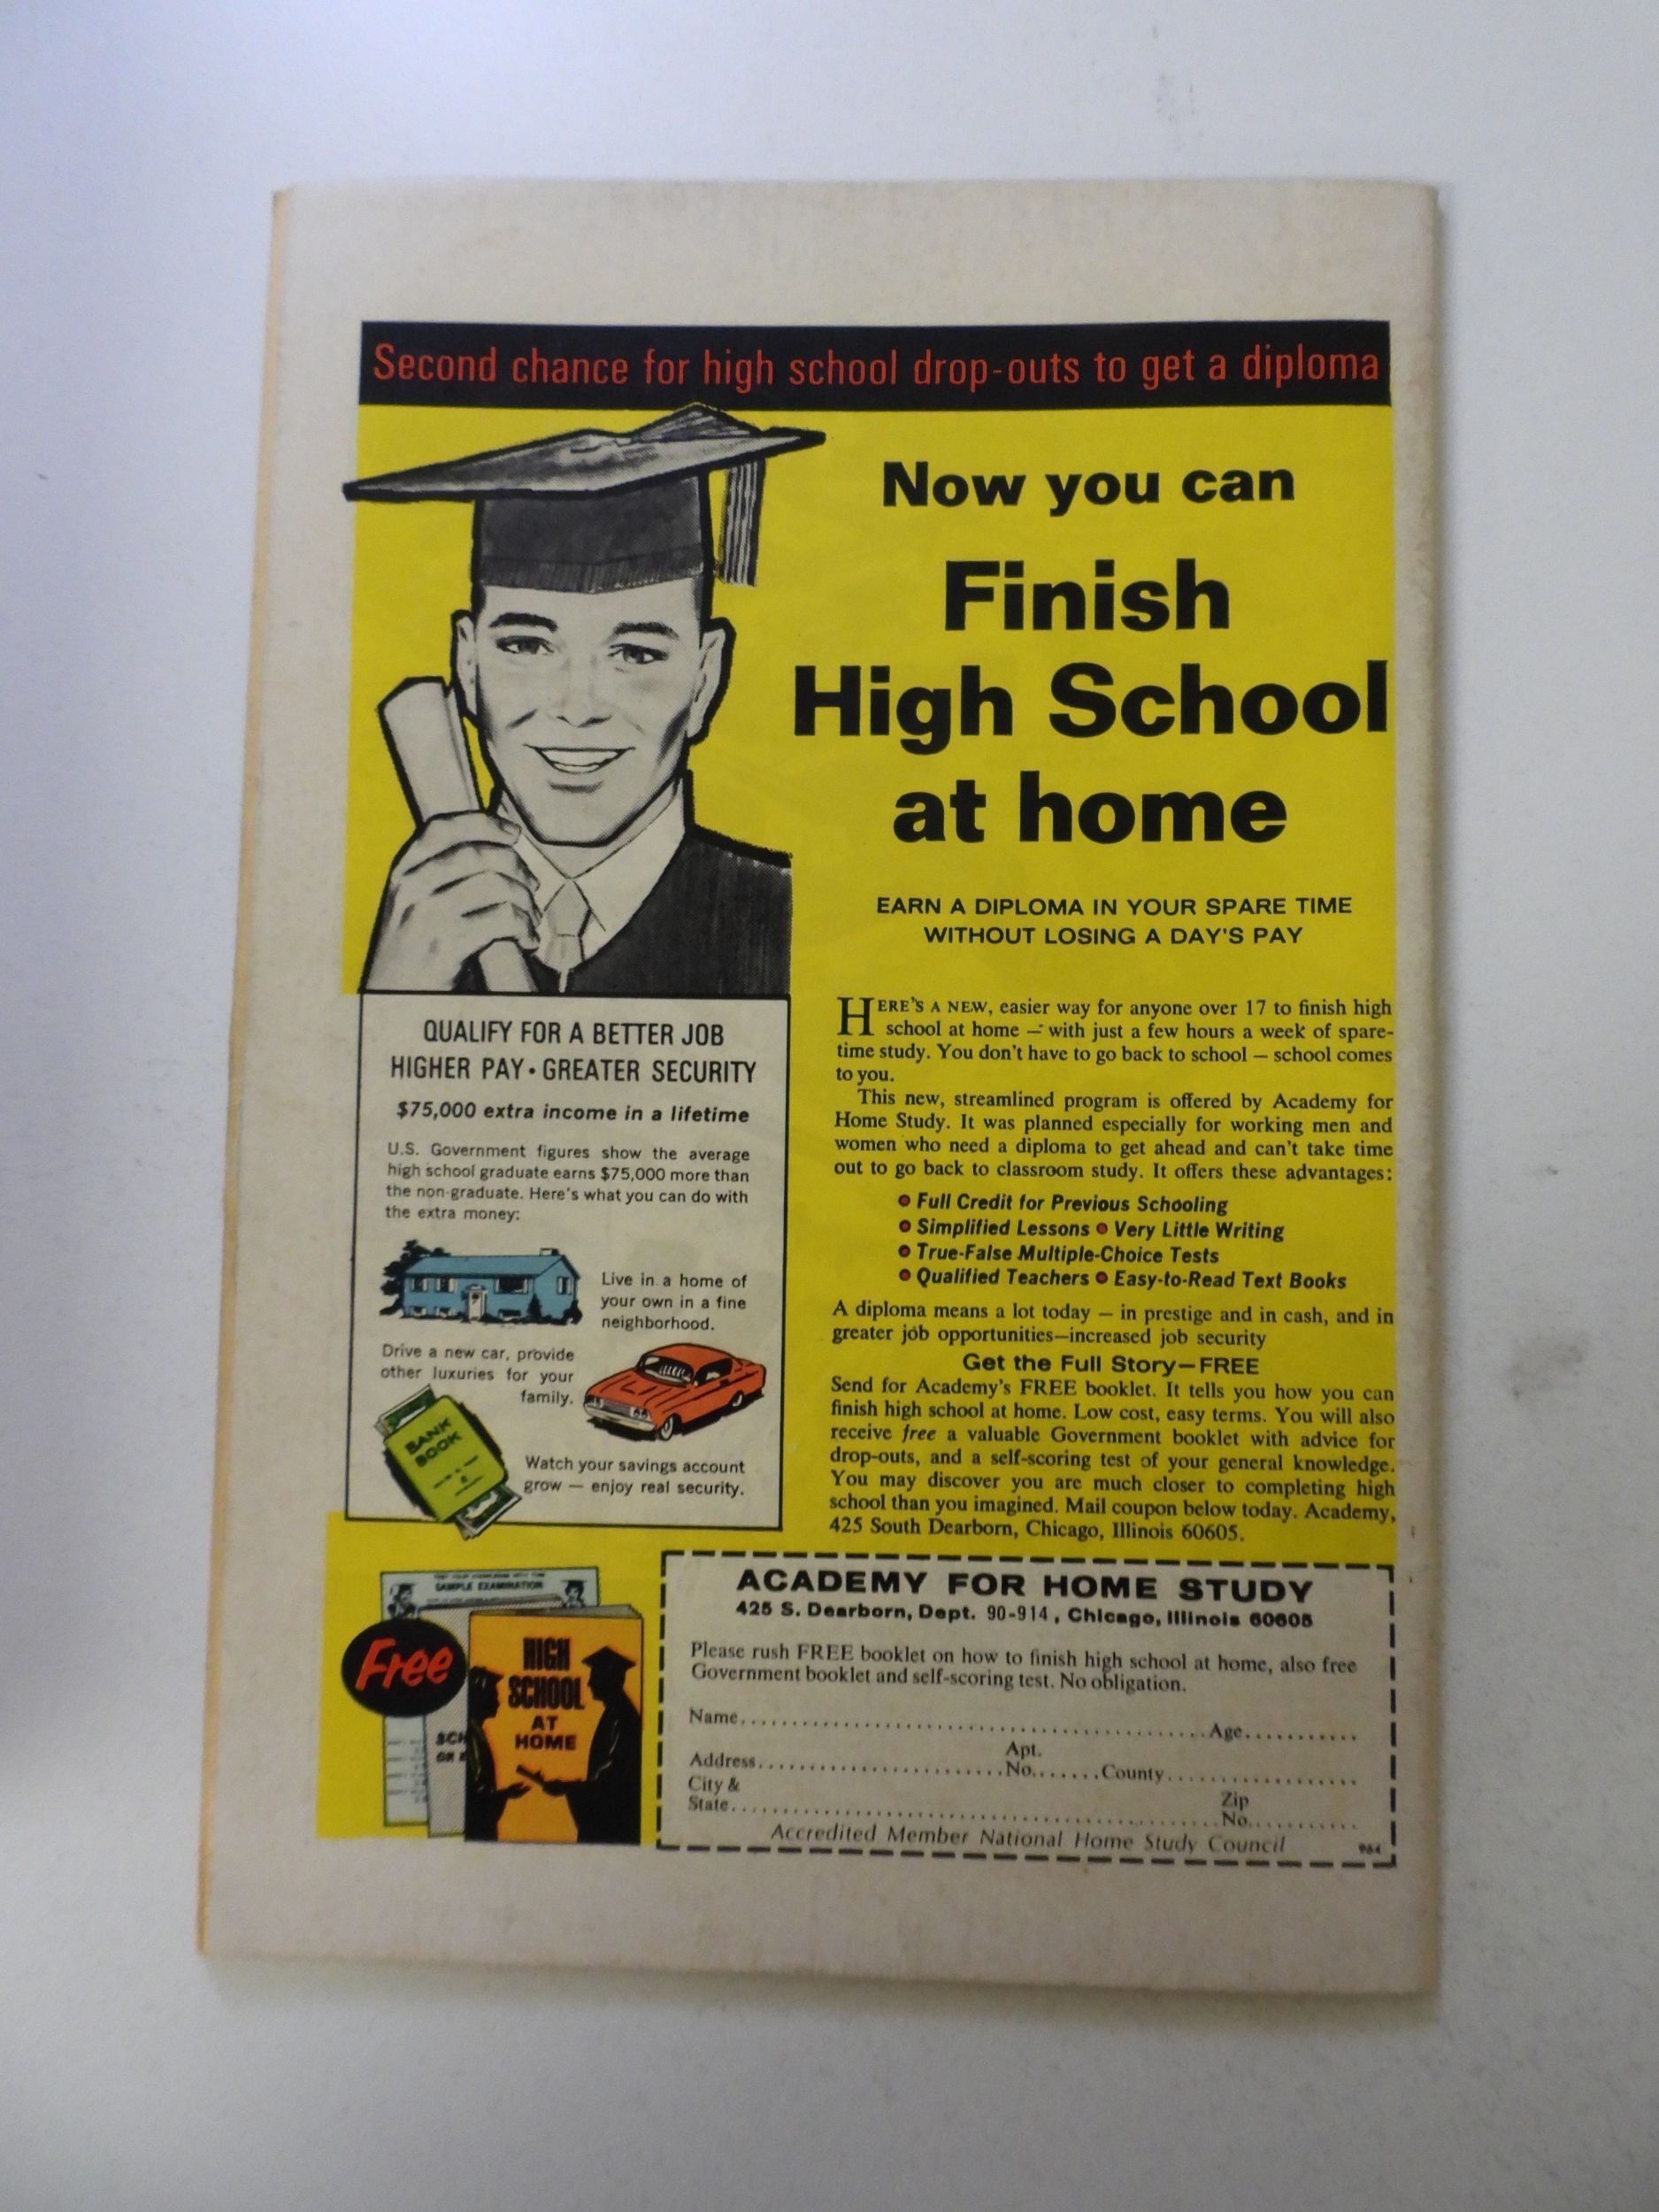 Second chance for high school drop-outs to get a diploma
Now you can
Finish
High School
at home
EARN A DIPLOMA IN YOUR SPARE TIME
WITHOUT LOSING A DAY'S PAY
QUALIFY FOR A BETTER JOB
HIGHER PAY • GREATER SECURITY
$75,000 extra income in a lifetime
U.S. Government figures show the average
high school graduate earns $75,000 more than
the non-graduate. Here's what you can do with
the extra money:
Live in a home of
your own in a fine
neighborhood.
Drive a new car, provide
other luxuries for your
family.
BANK
BOOK
Watch your savings account
grow — enjoy real security.
HERE'S A NEW, easier way for anyone over 17 to finish high
school at home — with just a few hours a week of spare-
time study. You don't have to go back to school — school comes
to you.
This new, streamlined program is offered by Academy for
Home Study. It was planned especially for working men and
women who need a diploma to get ahead and can't take time
out to go back to classroom study. It offers these advantages:
• Full Credit for Previous Schooling
• Simplified Lessons • Very Little Writing
• True-False Multiple-Choice Tests
• Qualified Teachers • Easy-to-Read Text Books
A diploma means a lot today — in prestige and in cash, and in
greater job opportunities—increased job security
Get the Full Story—FREE
Send for Academy's FREE booklet. It tells you how you can
finish high school at home. Low cost, easy terms. You will also
receive free a valuable Government booklet with advice for
drop-outs, and a self-scoring test of your general knowledge.
You may discover you are much closer to completing high
school than you imagined. Mail coupon below today. Academy,
425 South Dearborn, Chicago, Illinois 60605.
SAMPLE EXAMINATION
Free
HIGH
SCHOOL
AT
HOME
ACADEMY FOR HOME STUDY
425 S. Dearborn, Dept. 90-914, Chicago, Illinois 60605
Please rush FREE booklet on how to finish high school at home, also free
Government booklet and self-scoring test. No obligation.
Name..............................Age...........
Apt.
Address......................No.......County..................
City &
State..............................
Zip
No...........
Accredited Member National Home Study Council
964